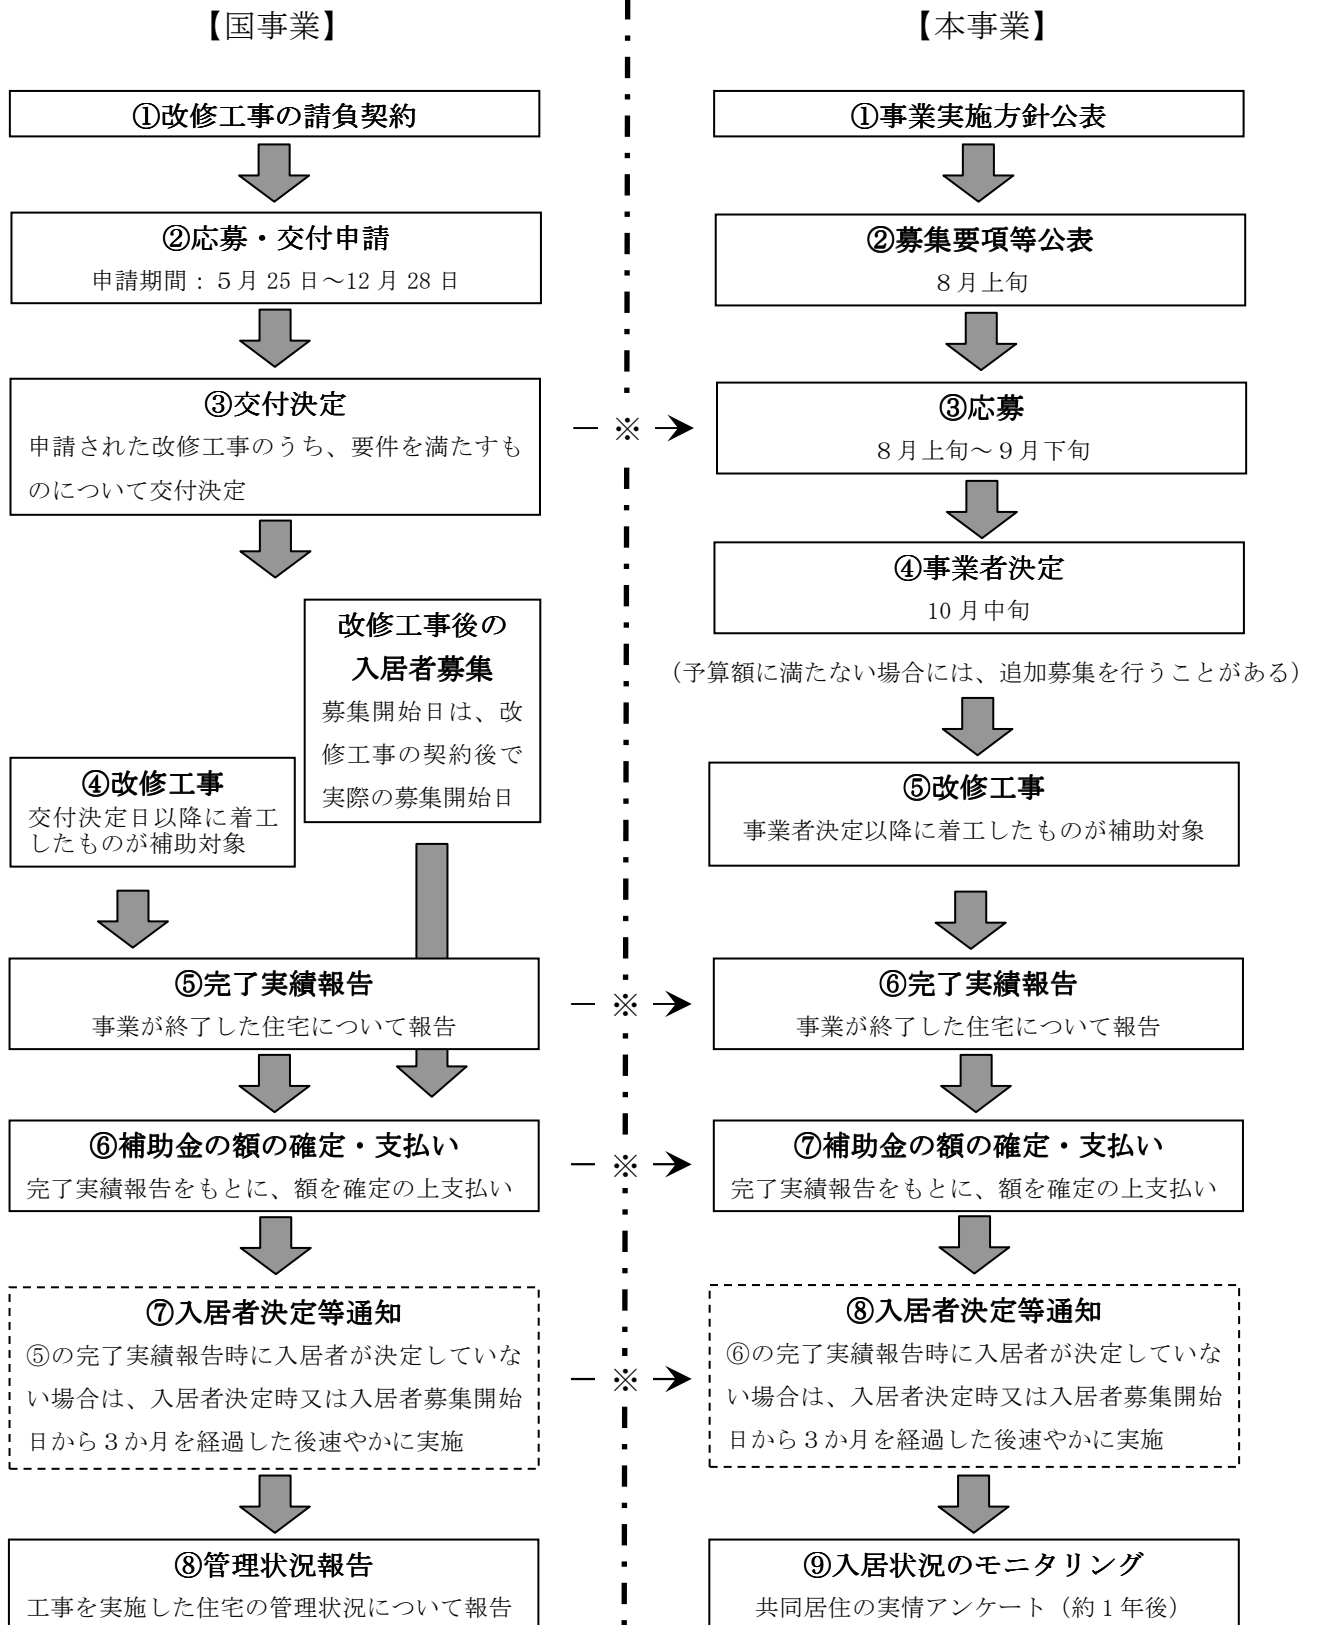 【国事業】
①改修工事の請負契約
②応募・交付申請
申請期間：５月 25 日～12 月 28 日
③交付決定
申請された改修工事のうち、要件を満たすも
のについて交付決定
改修工事後の
入居者募集
募集開始日は、改
修工事の契約後で
実際の募集開始日
④改修工事
交付決定日以降に着工
したものが補助対象
⑤完了実績報告
事業が終了した住宅について報告
⑥補助金の額の確定・支払い
完了実績報告をもとに、額を確定の上支払い
⑦入居者決定等通知
⑤の完了実績報告時に入居者が決定していな
い場合は、入居者決定時又は入居者募集開始
日から３か月を経過した後速やかに実施
⑧管理状況報告
工事を実施した住宅の管理状況について報告
※
※
※
※
【本事業】
①事業実施方針公表
②募集要項等公表
８月上旬
③応募
８月上旬～９月下旬
④事業者決定
10 月中旬
（予算額に満たない場合には、追加募集を行うことがある）
⑤改修工事
事業者決定以降に着工したものが補助対象
⑥完了実績報告
事業が終了した住宅について報告
⑦補助金の額の確定・支払い
完了実績報告をもとに、額を確定の上支払い
⑧入居者決定等通知
⑥の完了実績報告時に入居者が決定していな
い場合は、入居者決定時又は入居者募集開始
日から３か月を経過した後速やかに実施
⑨入居状況のモニタリング
共同居住の実情アンケート（約１年後）